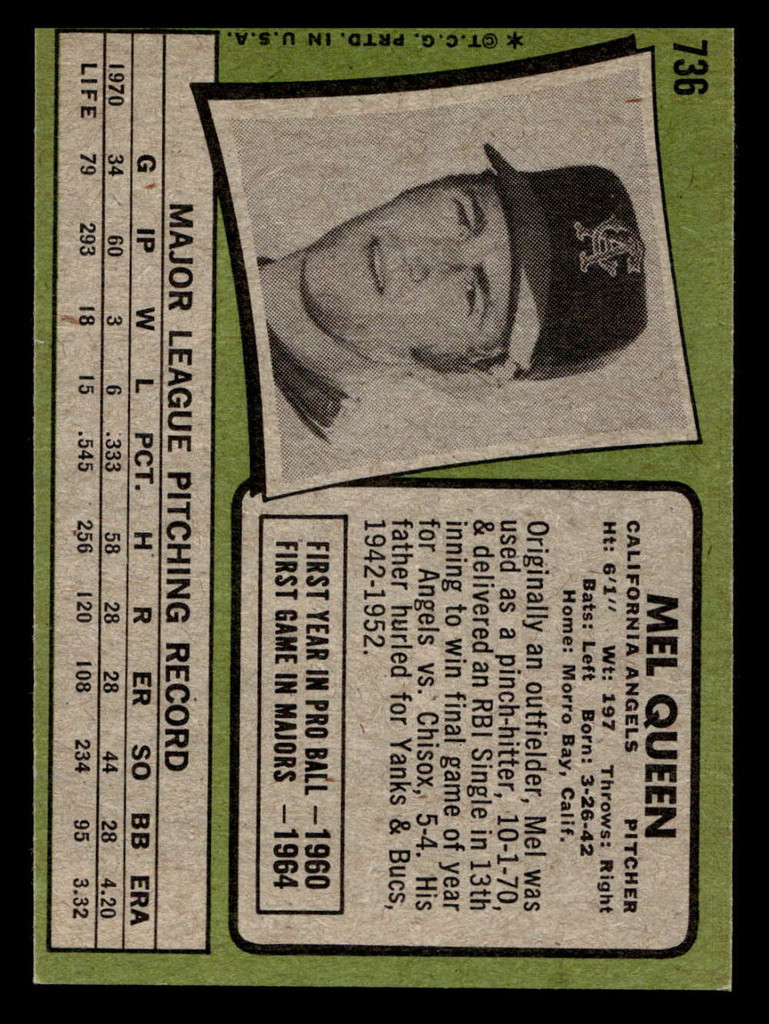 736
*©T.C.G. PRTD. IN U.S.A.
MEL QUEEN
CALIFORNIA ANGELS PITCHER
Ht: 6'1" Wt: 197 Throws: Right
Bats: Left Born: 3-26-42
Home: Morro Bay, Calif.
Originally an outfielder, Mel was
used as a pinch-hitter, 10-1-70,
& delivered an RBI Single in 13th
inning to win final game of year
for Angels vs. Chisox, 5-4. His
father hurled for Yanks & Bucs,
1942-1952.
FIRST YEAR IN PRO BALL —1960
FIRST GAME IN MAJORS —1964
MAJOR LEAGUE PITCHING RECORD
G IP W L PCT. H R ER SO BB ERA
1970 34 60 3 6 .333 58 28 28 44 28 4.20
LIFE 79 293 18 15 .545 256 120 108 234 95 3.32
CA